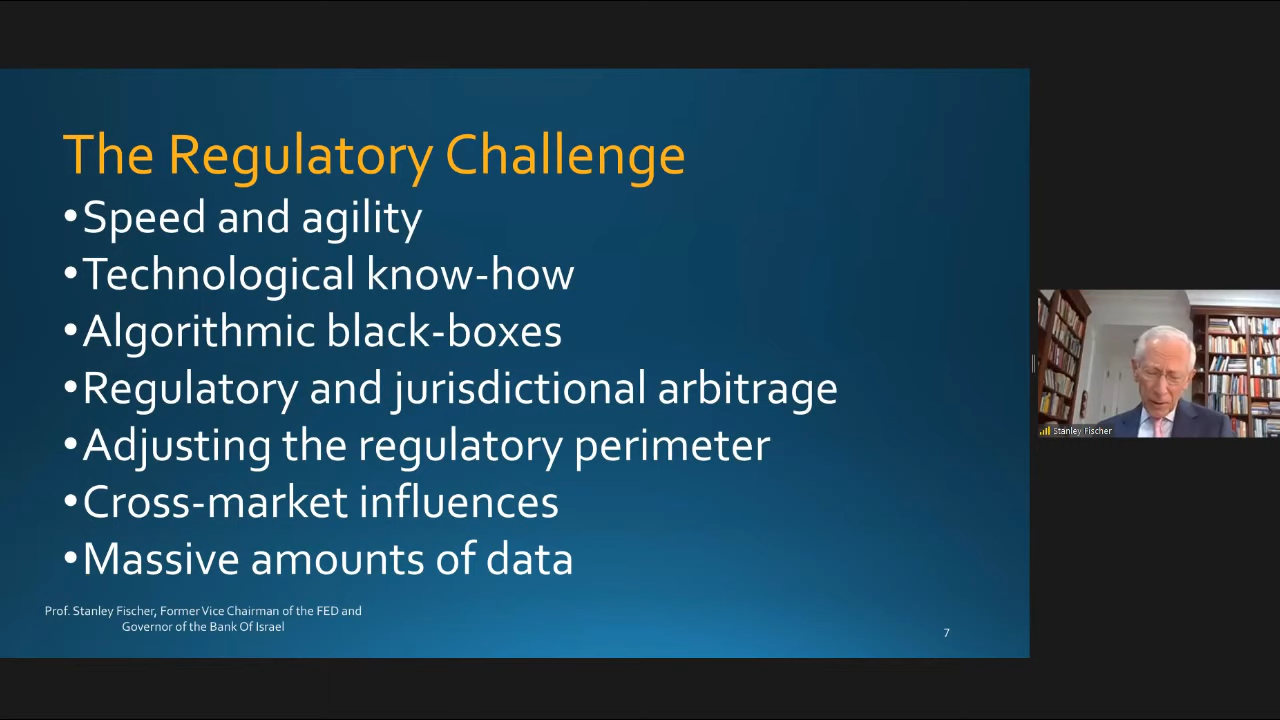 The Regulatory Challenge
•Speed and agility
•Technological know-how
•Algorithmic black-boxes
•Regulatory and jurisdictional arbitrage
•Adjusting the regulatory perimeter
•Cross-market influences
•Massive amounts of data
Prof. Stanley Fischer, Former Vice Chairman of the FED and
Governor of the Bank Of Israel
7
Stanley Fischer